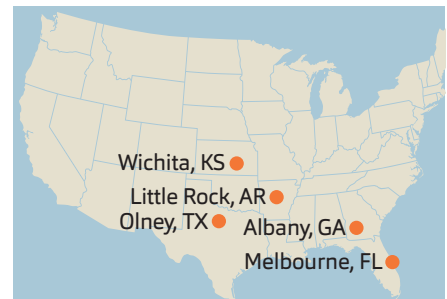 Wichita, KS
Little Rock, AR
Olney, TX
Albany, GA
Melbourne, FL